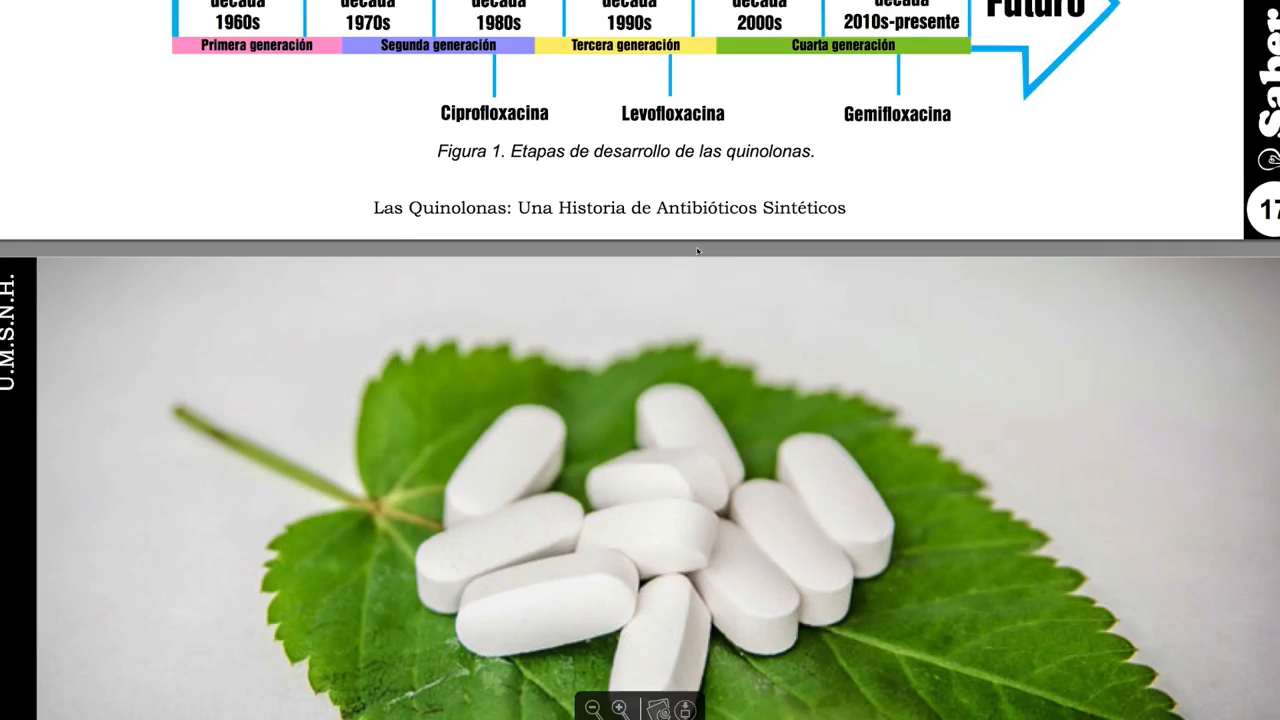 década década década década década década
1960s 1970s 1980s 1990s 2000s 2010s-presente
Futuro
Primera generación Segunda generación Tercera generación Cuarta generación
Ciprofloxacina Levofloxacina Gemifloxacina
Figura 1. Etapas de desarrollo de las quinolonas.
Las Quinolonas: Una Historia de Antibióticos Sintéticos
Saber
17
U.M.S.N.H.